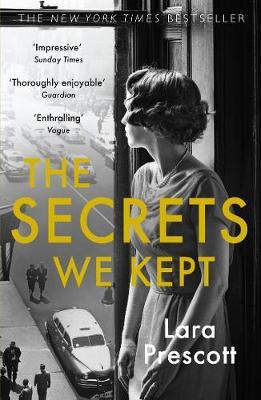 THE NEW YORK TIMES BESTSELLER
‘Impressive’
Sunday Times
‘Thoroughly enjoyable’
Guardian
‘Enthralling’
Vogue
THE
SECRETS
WE KEPT
Lara
Prescott